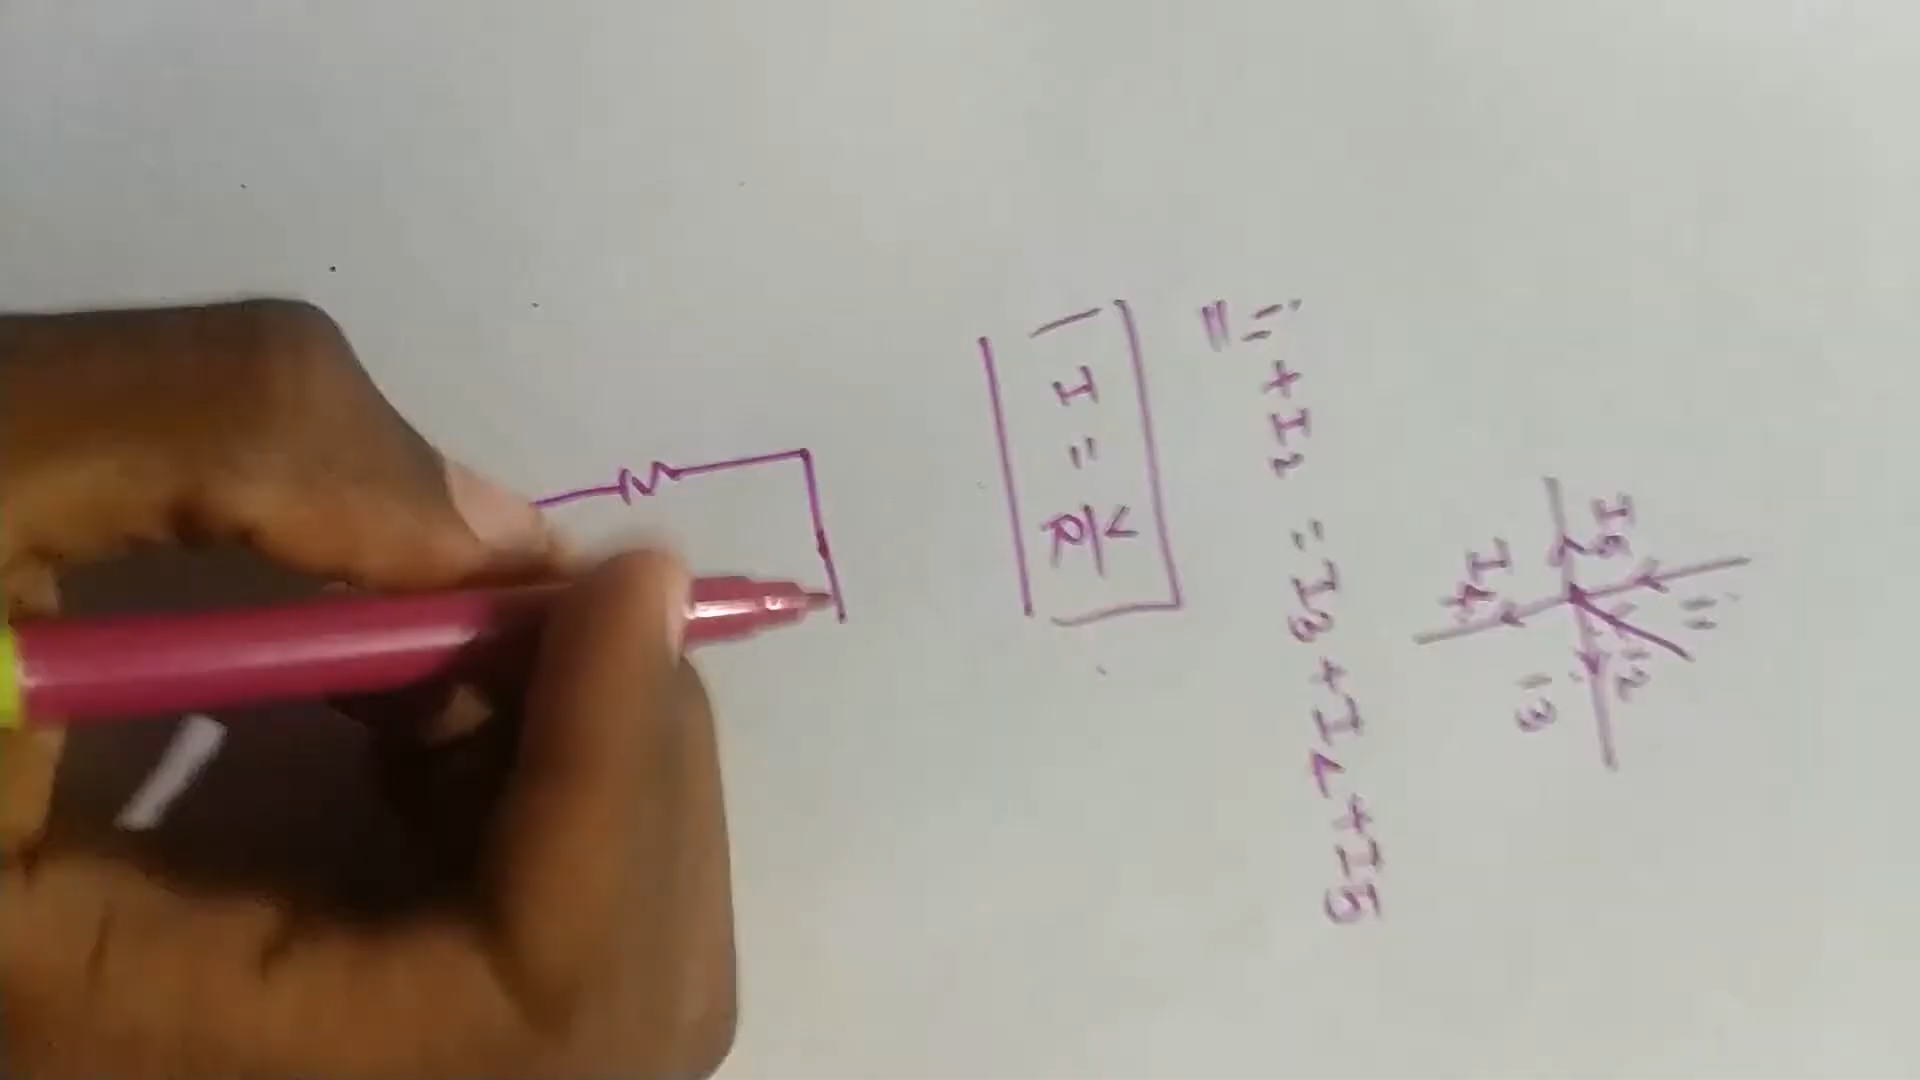 I5
i1
I4
i2
i3
i1 + I2 = I3 + I4 + I5
I = V/R